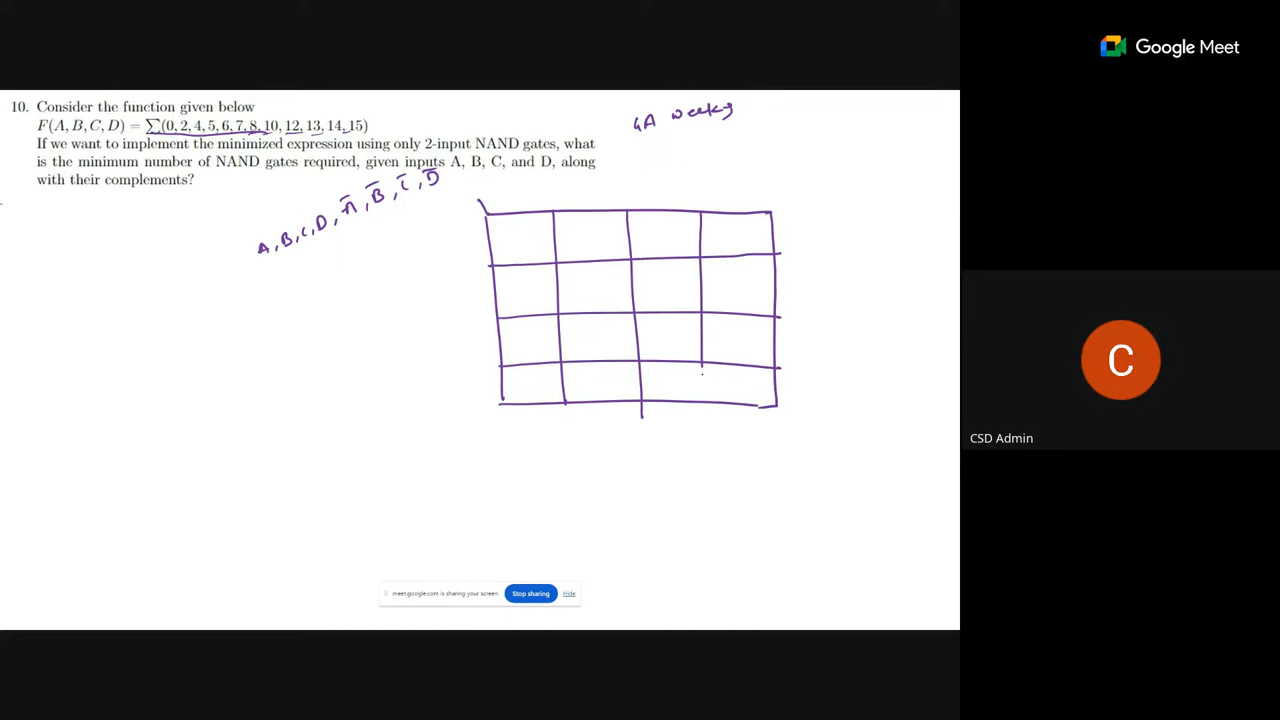 Google Meet
10. Consider the function given below
F(A, B, C, D) = ∑(0, 2, 4, 5, 6, 7, 8, 10, 12, 13, 14, 15)
If we want to implement the minimized expression using only 2-input NAND gates, what
is the minimum number of NAND gates required, given inputs A, B, C, and D, along
with their complements?
GA week3
A, B, C, D, A̅, B̅, C̅, D̅
CSD Admin
meet.google.com is sharing your screen.
Stop sharing
Hide